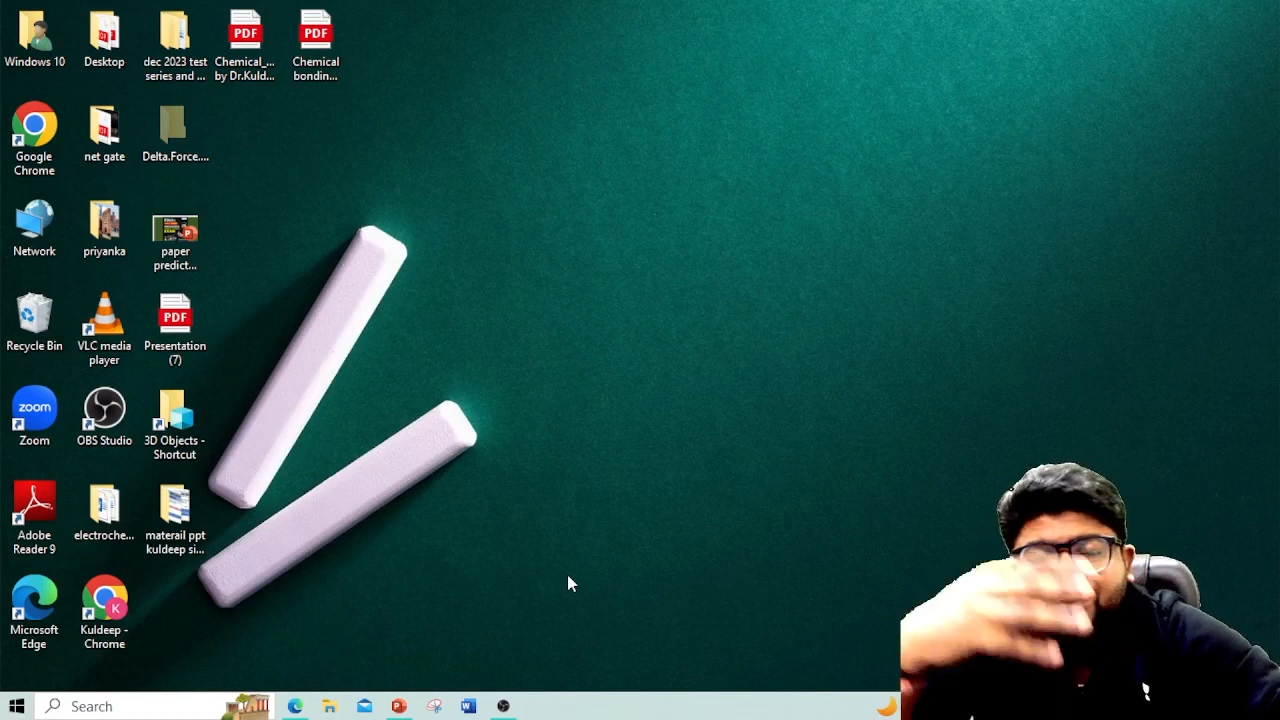 Windows 10
Desktop
dec 2023 test
series and ...
PDF
Chemical_...
by Dr.Kuld...
PDF
Chemical
bondin...
Google
Chrome
net gate
Delta.Force....
Network
priyanka
paper
predict...
Recycle Bin
VLC media
player
PDF
Presentation
(7)
zoom
Zoom
OBS Studio
3D Objects -
Shortcut
Adobe
Reader 9
electroche...
materail ppt
kuldeep si...
Microsoft
Edge
K
Kuldeep -
Chrome
Search